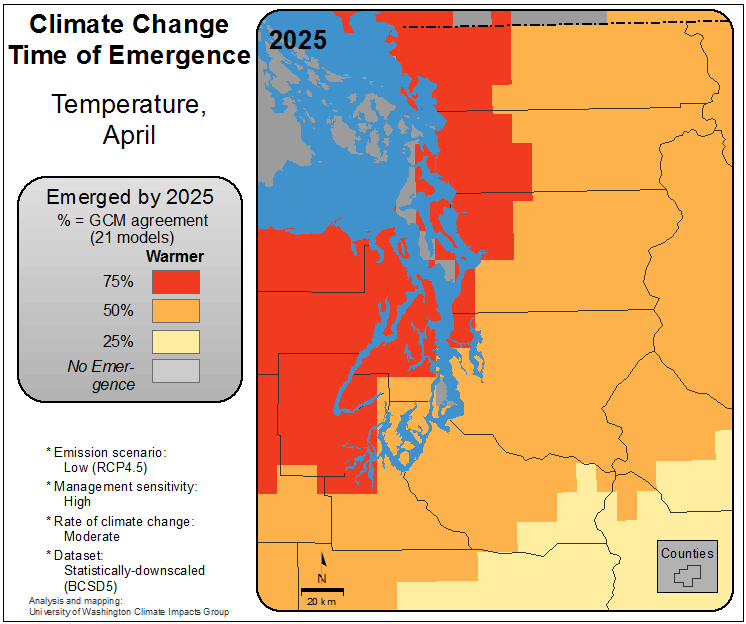 Climate Change
Time of Emergence
Temperature,
April
Emerged by 2025
% = GCM agreement
(21 models)
Warmer
75%
50%
25%
No Emer-
gence
* Emission scenario:
Low (RCP4.5)
* Management sensitivity:
High
* Rate of climate change:
Moderate
* Dataset:
Statistically-downscaled
(BCSD5)
Analysis and mapping:
University of Washington Climate Impacts Group
2025
N
20 km
Counties